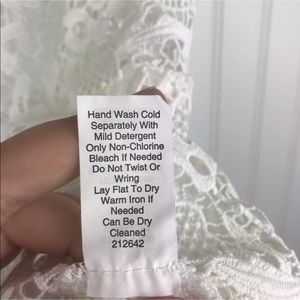 Hand Wash Cold
Separately With
Mild Detergent
Only Non-Chlorine
Bleach If Needed
Do Not Twist Or
Wring
Lay Flat To Dry
Warm Iron If
Needed
Can Be Dry
Cleaned
212642